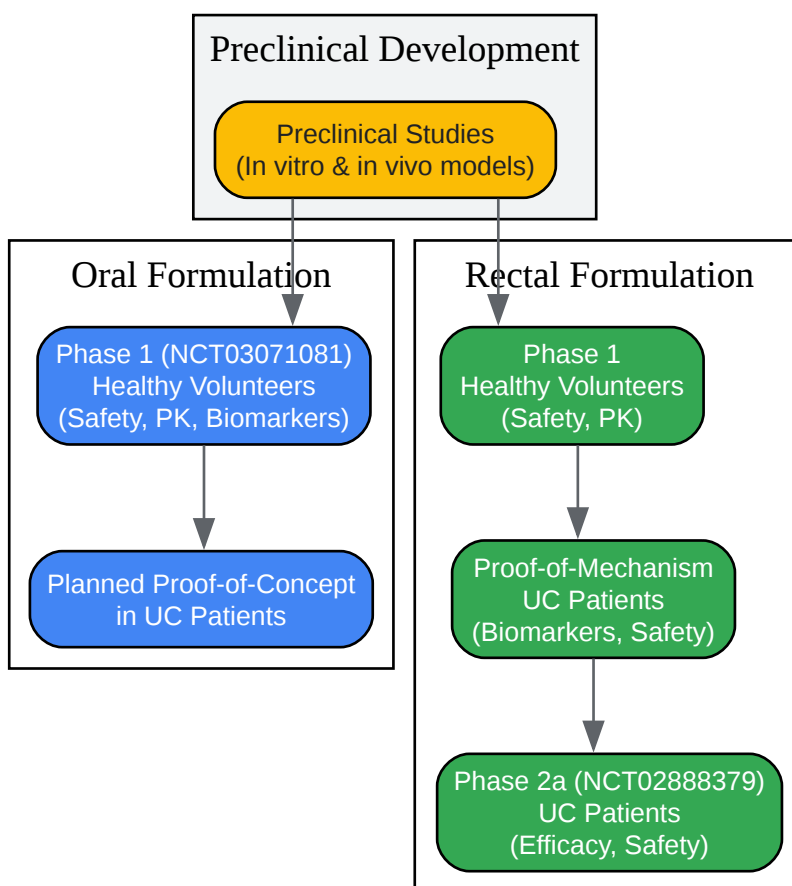 Preclinical Development
Preclinical Studies
(In vitro & in vivo models)
Oral Formulation
Phase 1 (NCT03071081)
Healthy Volunteers
(Safety, PK, Biomarkers)
Planned Proof-of-Concept
in UC Patients
Rectal Formulation
Phase 1
Healthy Volunteers
(Safety, PK)
Proof-of-Mechanism
UC Patients
(Biomarkers, Safety)
Phase 2a (NCT02888379)
UC Patients
(Efficacy, Safety)